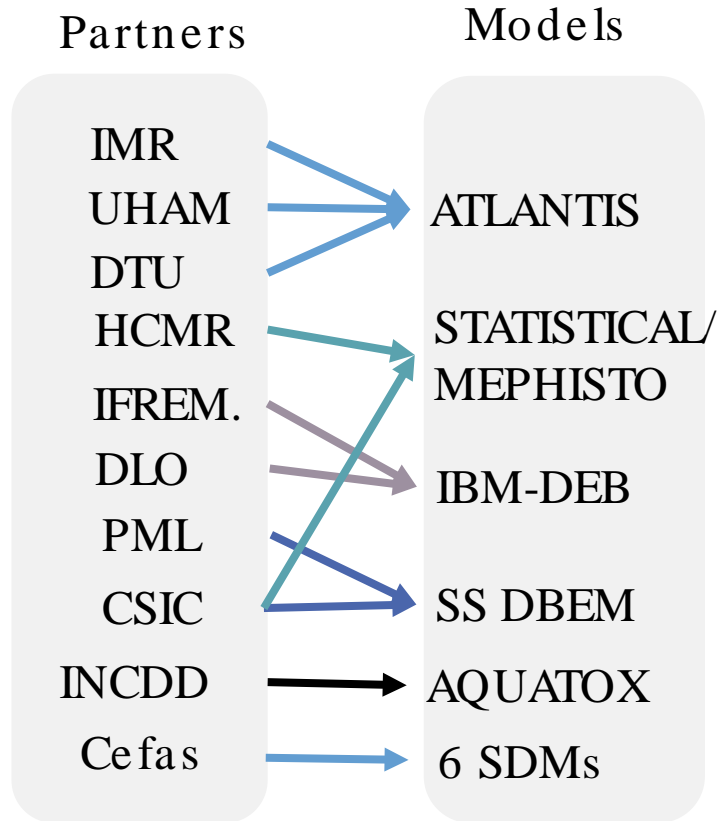 Partners
Models
IMR
UHAM
DTU
HCMR
IFREM.
DLO
PML
CSIC
INCDD
Cefas
ATLANTIS
STATISTICAL/
MEPHISTO
IBM-DEB
SS DBEM
AQUATOX
6 SDMs